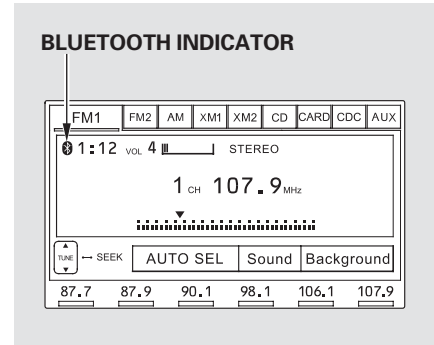 BLUETOOTH INDICATOR
FM1 FM2 AM XM1 XM2 CD CARD CDC AUX
1:12 VOL 4 STEREO
1 CH 107.9 MHz
TUNE SEEK AUTO SEL Sound Background
87.7 87.9 90.1 98.1 106.1 107.9